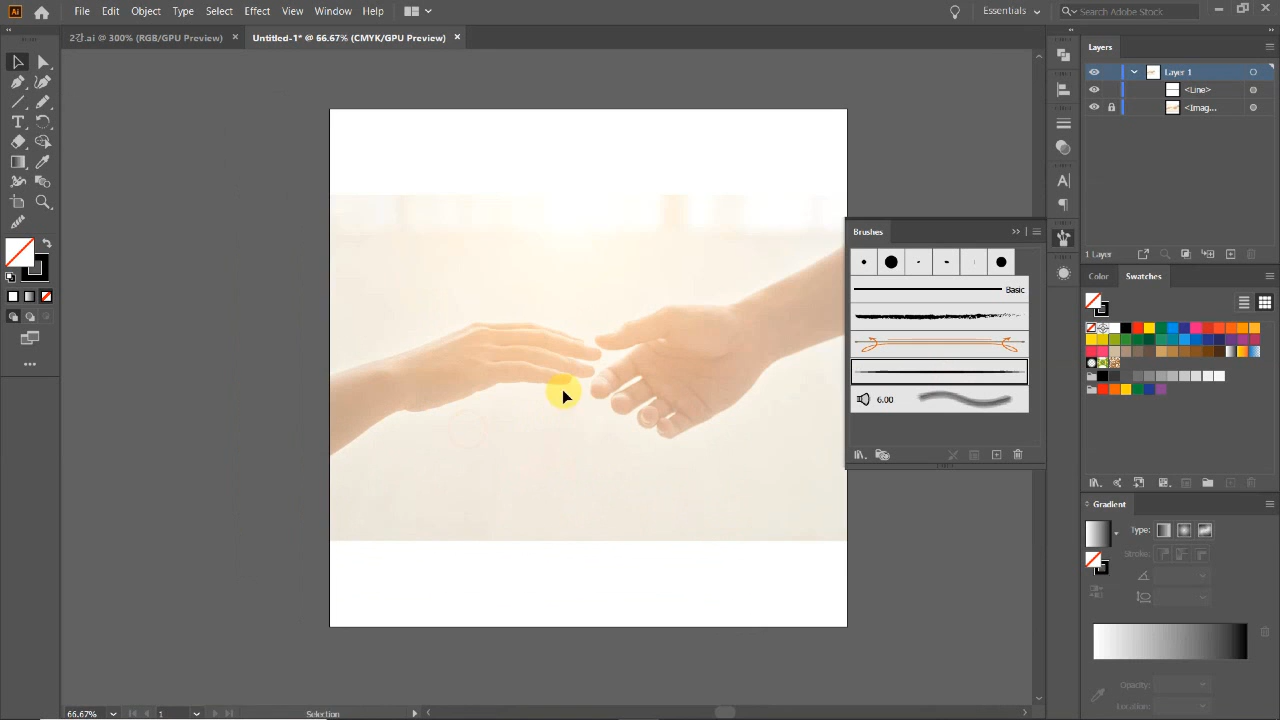 Ai
File Edit Object Type Select Effect View Window Help
Essentials
Search Adobe Stock
2강.ai @ 300% (RGB/GPU Preview) ×
Untitled-1* @ 66.67% (CMYK/GPU Preview) ×
Layers
Layer 1
<Line>
<Imag...
1 Layer
Brushes
Basic
6.00
Color
Swatches
Gradient
Type:
Stroke:
Opacity:
Location:
66.67%
1
Selection